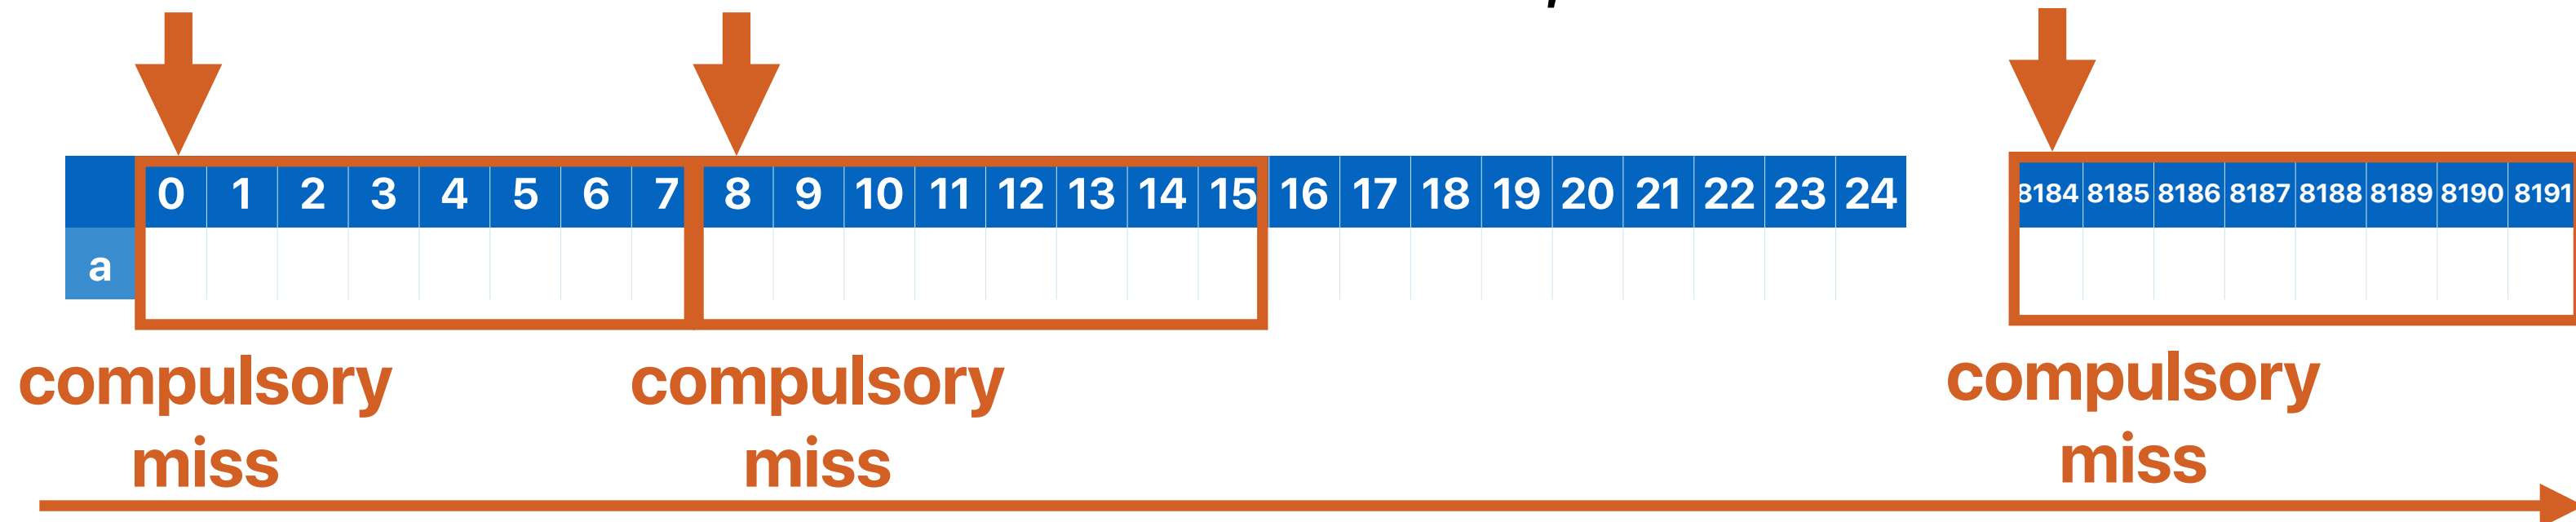 0 1 2 3 4 5 6 7 8 9 10 11 12 13 14 15 16 17 18 19 20 21 22 23 24 8184 8185 8186 8187 8188 8189 8190 8191
a
compulsory compulsory compulsory
miss miss miss